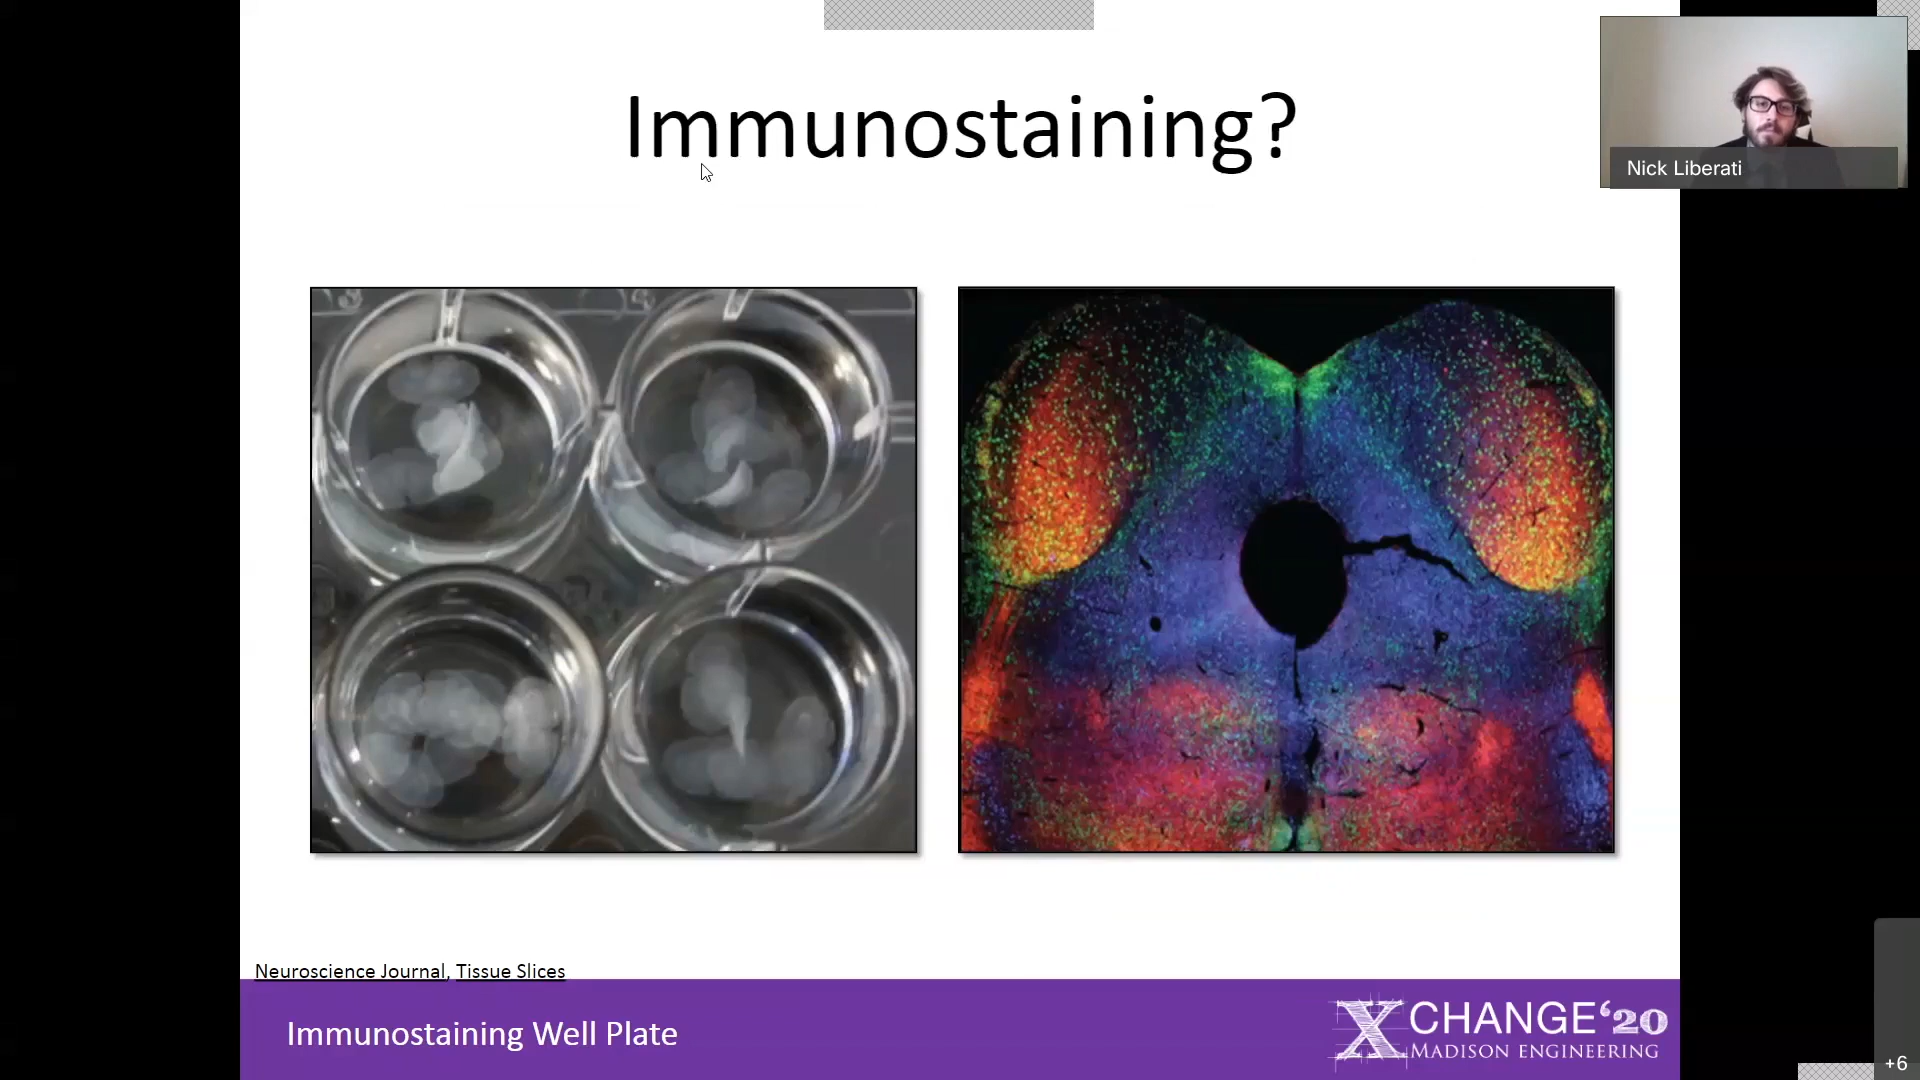 Immunostaining?
Nick Liberati
Neuroscience Journal, Tissue Slices
Immunostaining Well Plate
XCHANGE‘20
MADISON ENGINEERING
+6